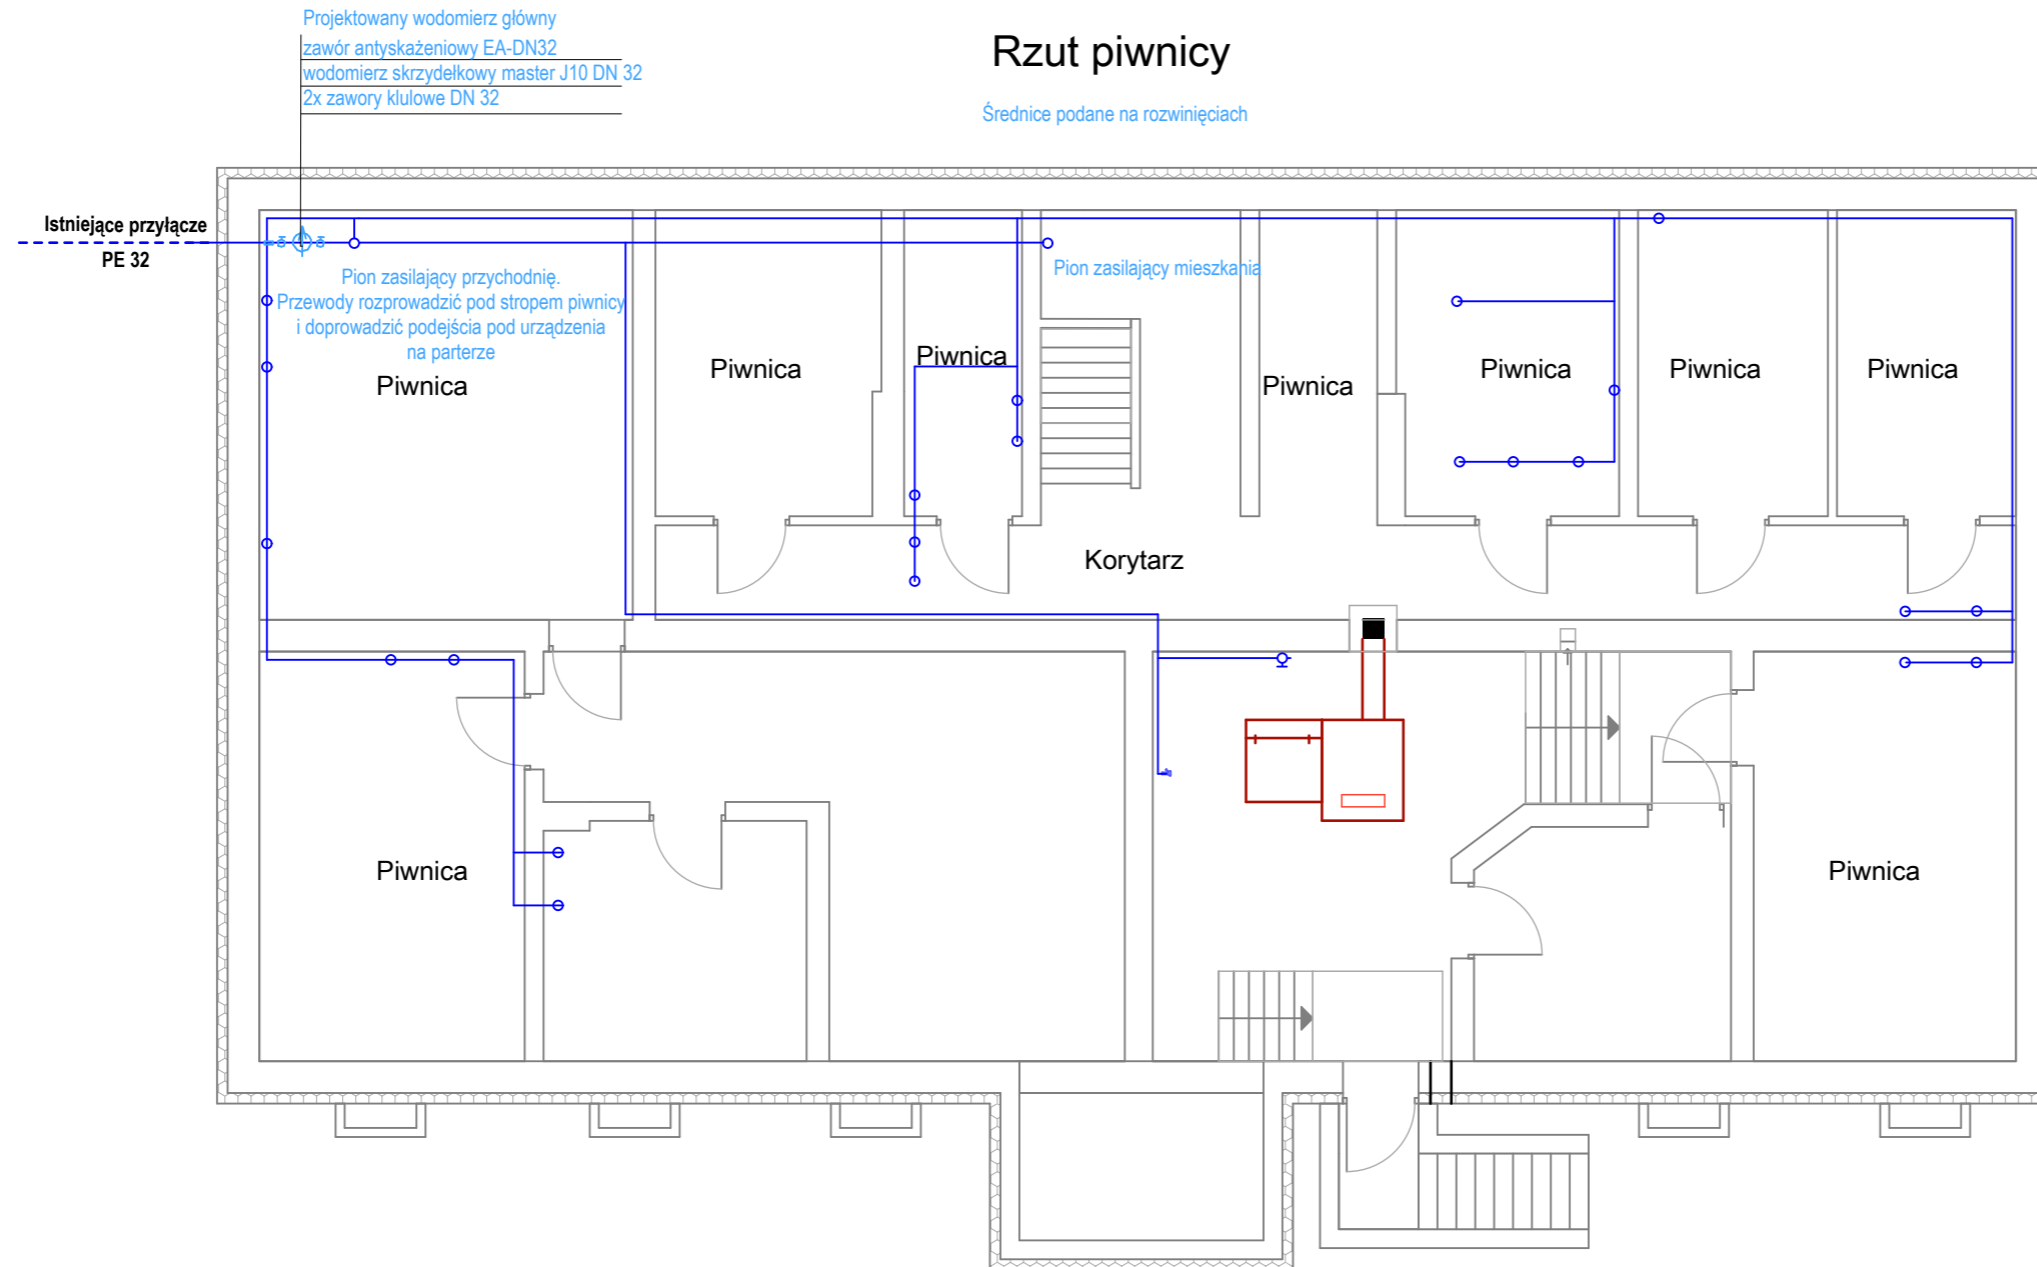 Projektowany wodomierz główny
zawór antyskażeniowy EA-DN32
wodomierz skrzydełkowy master J10 DN 32
2x zawory klulowe DN 32
Rzut piwnicy
Średnice podane na rozwinięciach
Istniejące przyłącze
PE 32
Pion zasilający przychodnię.
Przewody rozprowadzić pod stropem piwnicy
i doprowadzić podejścia pod urządzenia
na parterze
Piwnica
Piwnica
Piwnica
Pion zasilający mieszkania
Piwnica
Piwnica
Piwnica
Piwnica
Korytarz
Piwnica
Piwnica